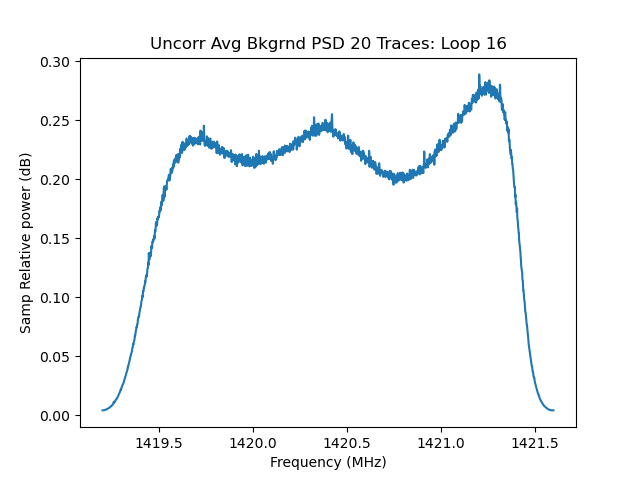 Uncorr Avg Bkgrnd PSD 20 Traces: Loop 16
0.30
0.25
0.20
0.15
0.10
0.05
0.00
Samp Relative power (dB)
1419.5 1420.0 1420.5 1421.0 1421.5
Frequency (MHz)